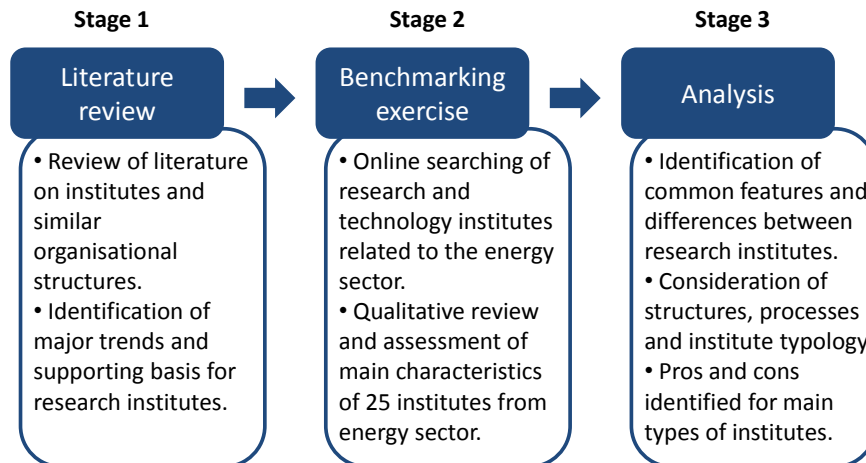 Stage 1
Literature
review
• Review of literature
on institutes and
similar
organisational
structures.
• Identification of
major trends and
supporting basis for
research institutes.
Stage 2
Benchmarking
exercise
• Online searching of
research and
technology institutes
related to the energy
sector.
• Qualitative review
and assessment of
main characteristics
of 25 institutes from
energy sector.
Stage 3
Analysis
• Identification of
common features and
differences between
research institutes.
• Consideration of
structures, processes
and institute typology
• Pros and cons
identified for main
types of institutes.